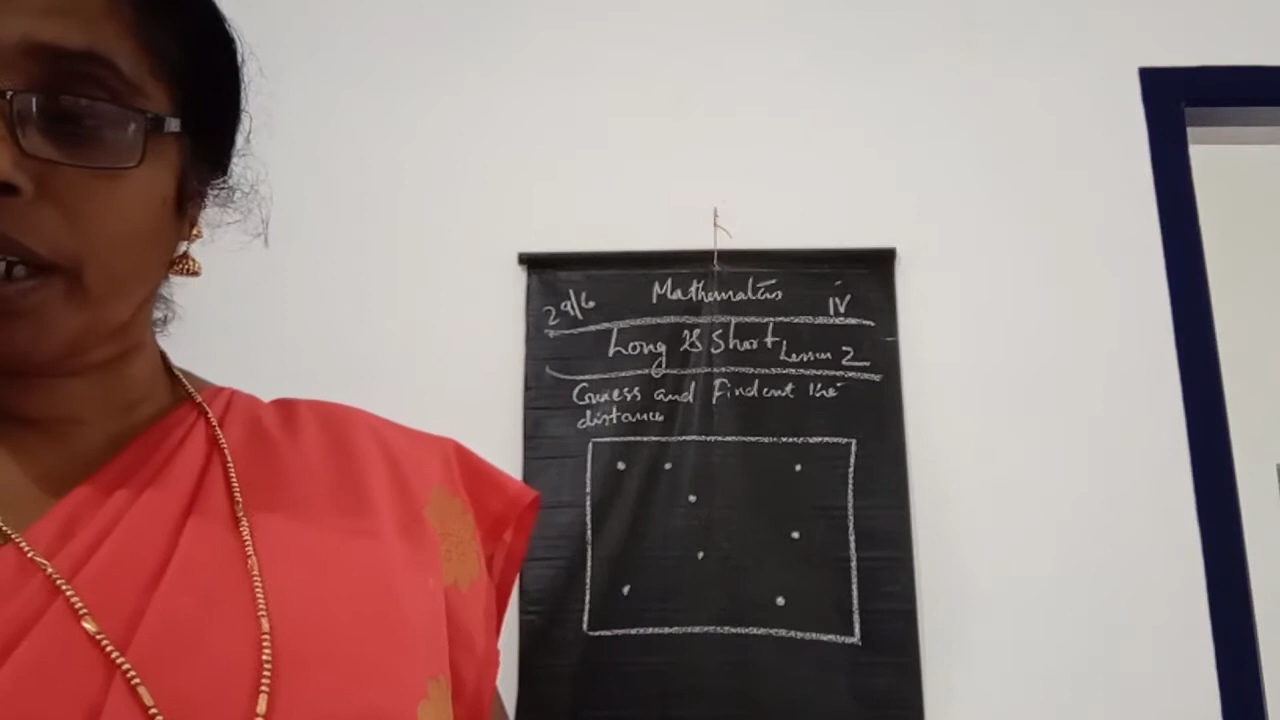 29/6 Mathematics IV
Long & Short Lesson 2
Guess and Find out the
distance